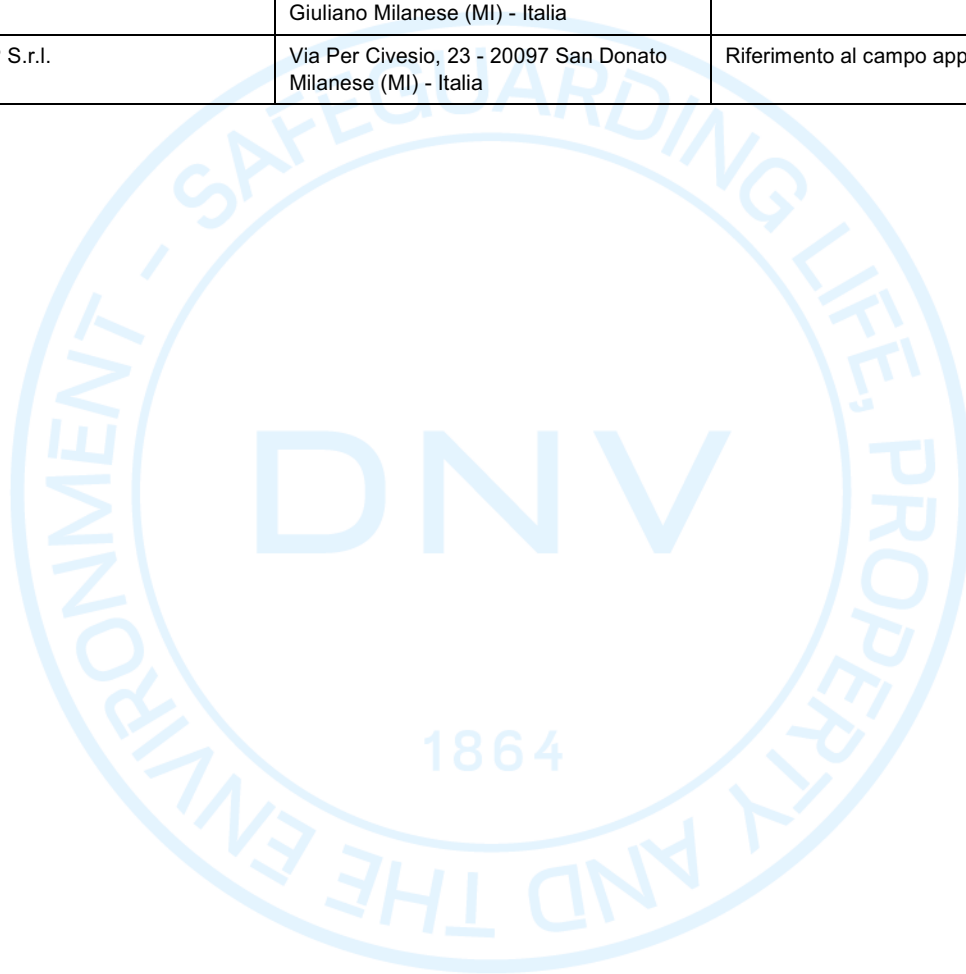 Giuliano Milanese (MI) - Italia
S.r.l.
Via Per Civesio, 23 - 20097 San Donato
Milanese (MI) - Italia
Riferimento al campo app
SAFEGUARDING LIFE, PROPERTY AND THE ENVIRONMENT -
DNV
1864